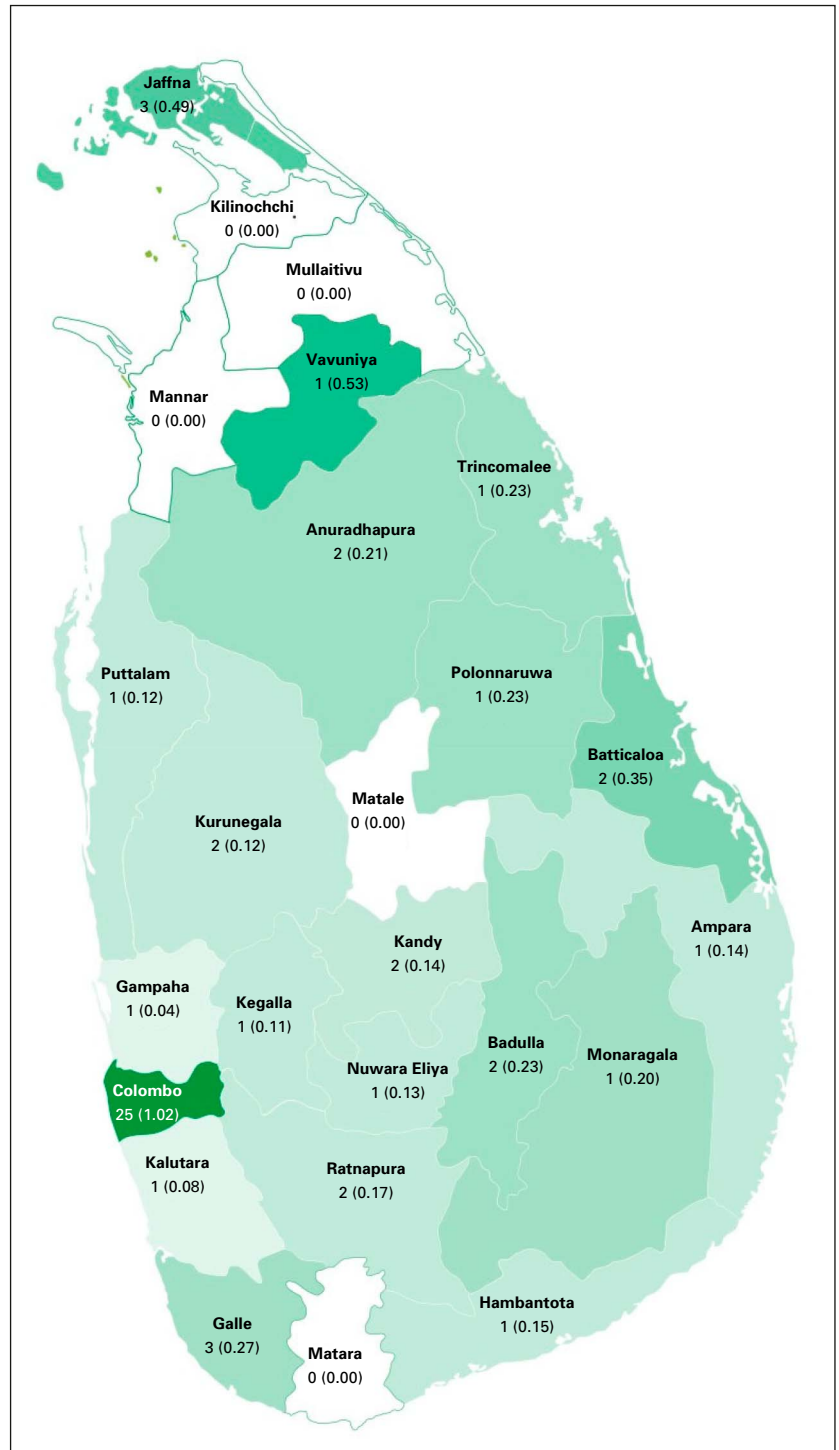 Jaffna
3 (0.49)
Kilinochchi
0 (0.00)
Mullaitivu
0 (0.00)
Vavuniya
1 (0.53)
Mannar
0 (0.00)
Trincomalee
1 (0.23)
Anuradhapura
2 (0.21)
Puttalam
1 (0.12)
Polonnaruwa
1 (0.23)
Batticaloa
2 (0.35)
Matale
0 (0.00)
Kurunegala
2 (0.12)
Ampara
1 (0.14)
Kandy
2 (0.14)
Gampaha
1 (0.04)
Kegalla
1 (0.11)
Badulla
2 (0.23)
Monaragala
1 (0.20)
Nuwara Eliya
1 (0.13)
Colombo
25 (1.02)
Kalutara
1 (0.08)
Ratnapura
2 (0.17)
Hambantota
1 (0.15)
Galle
3 (0.27)
Matara
0 (0.00)